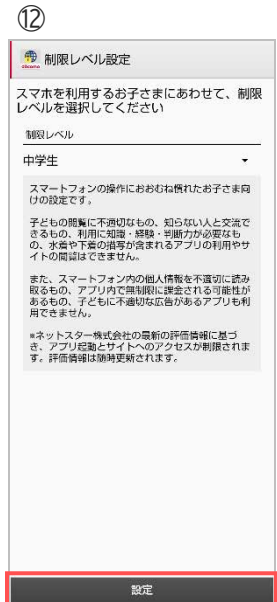 ⑫
docomo
制限レベル設定
スマホを利用するお子さまにあわせて、制限
レベルを選択してください
制限レベル
中学生
スマートフォンの操作におおむね慣れたお子さま向
けの設定です。
子どもの閲覧に不適切なもの、知らない人と交流で
きるもの、利用に知識・経験・判断力が必要なも
の、水着や下着の描写が含まれるアプリの利用やサ
イトの閲覧はできません。
また、スマートフォン内の個人情報を不適切に読み
取るもの、アプリ内で無制限に課金される可能性が
あるもの、子どもに不適切な広告があるアプリも利
用できません。
※ネットスター株式会社の最新の評価情報に基づ
き、アプリ起動とサイトへのアクセスが制限されま
す。評価情報は随時更新されます。
設定